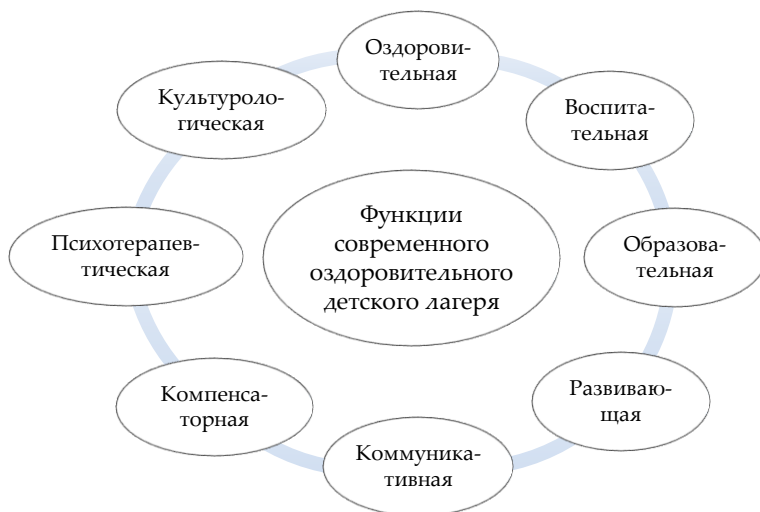 Оздорови-
тельная
Воспита-
тельная
Образова-
тельная
Развиваю-
щая
Коммуника-
тивная
Компенса-
торная
Психотерапев-
тическая
Культуроло-
гическая
Функции
современного
оздоровительного
детского лагеря